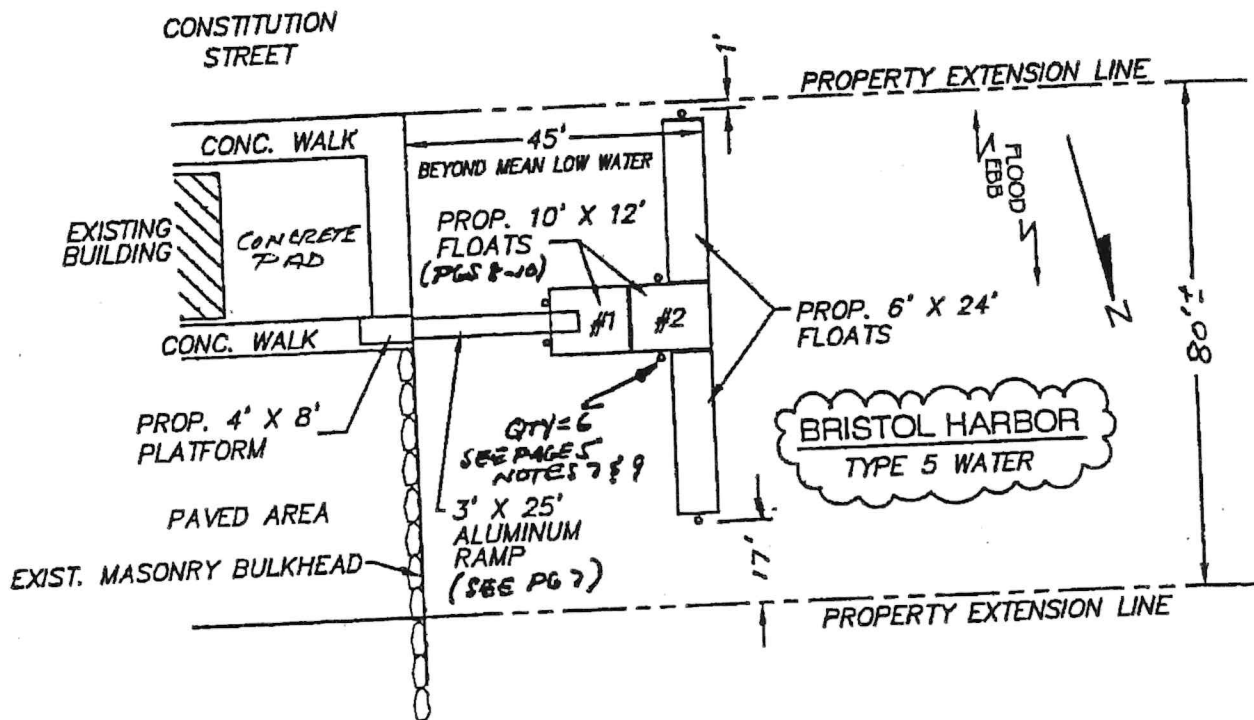 CONSTITUTION
STREET
1'
PROPERTY EXTENSION LINE
CONC. WALK
45'
BEYOND MEAN LOW WATER
EXISTING
BUILDING
CONCRETE
PAD
PROP. 10' X 12'
FLOATS
(PGS 8-10)
FLOOD
EBB
N
80'±
#1
#2
PROP. 6' X 24'
FLOATS
CONC. WALK
PROP. 4' X 8'
PLATFORM
QTY=6
SEE PAGE 5
NOTES 7 & 9
BRISTOL HARBOR
TYPE 5 WATER
3' X 25'
ALUMINUM
RAMP
(SEE PG 7)
PAVED AREA
17'
EXIST. MASONRY BULKHEAD
PROPERTY EXTENSION LINE